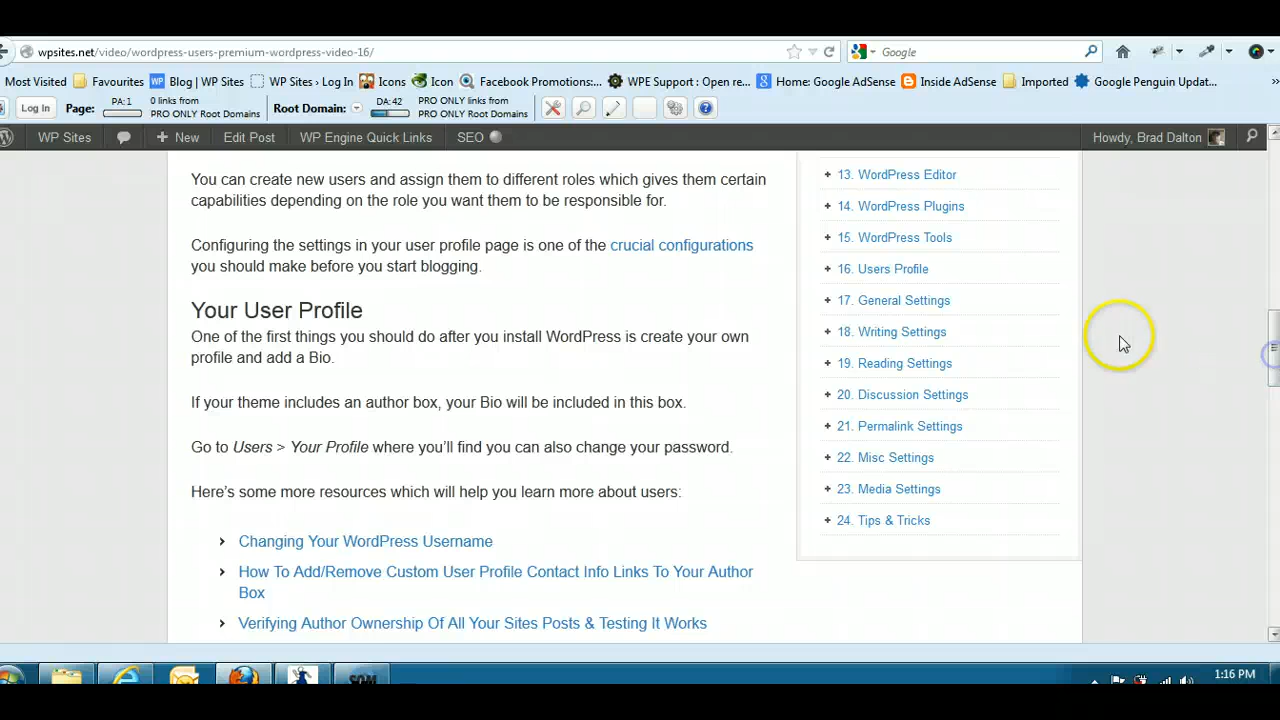 wpsites.net/video/wordpress-users-premium-wordpress-video-16/
Google
Most Visited Favourites Blog | WP Sites WP Sites › Log In Icons Icon Facebook Promotions... WPE Support : Open re... Home: Google AdSense Inside AdSense Imported Google Penguin Updat... »
Log In Page: PA: 1 0 links from PRO ONLY Root Domains Root Domain: DA: 42 PRO ONLY links from PRO ONLY Root Domains
WP Sites + New Edit Post WP Engine Quick Links SEO Howdy, Brad Dalton
You can create new users and assign them to different roles which gives them certain
capabilities depending on the role you want them to be responsible for.
Configuring the settings in your user profile page is one of the crucial configurations
you should make before you start blogging.
Your User Profile
One of the first things you should do after you install WordPress is create your own
profile and add a Bio.
If your theme includes an author box, your Bio will be included in this box.
Go to Users > Your Profile where you'll find you can also change your password.
Here's some more resources which will help you learn more about users:
Changing Your WordPress Username
How To Add/Remove Custom User Profile Contact Info Links To Your Author
Box
Verifying Author Ownership Of All Your Sites Posts & Testing It Works
13. WordPress Editor
14. WordPress Plugins
15. WordPress Tools
16. Users Profile
17. General Settings
18. Writing Settings
19. Reading Settings
20. Discussion Settings
21. Permalink Settings
22. Misc Settings
23. Media Settings
24. Tips & Tricks
1:16 PM